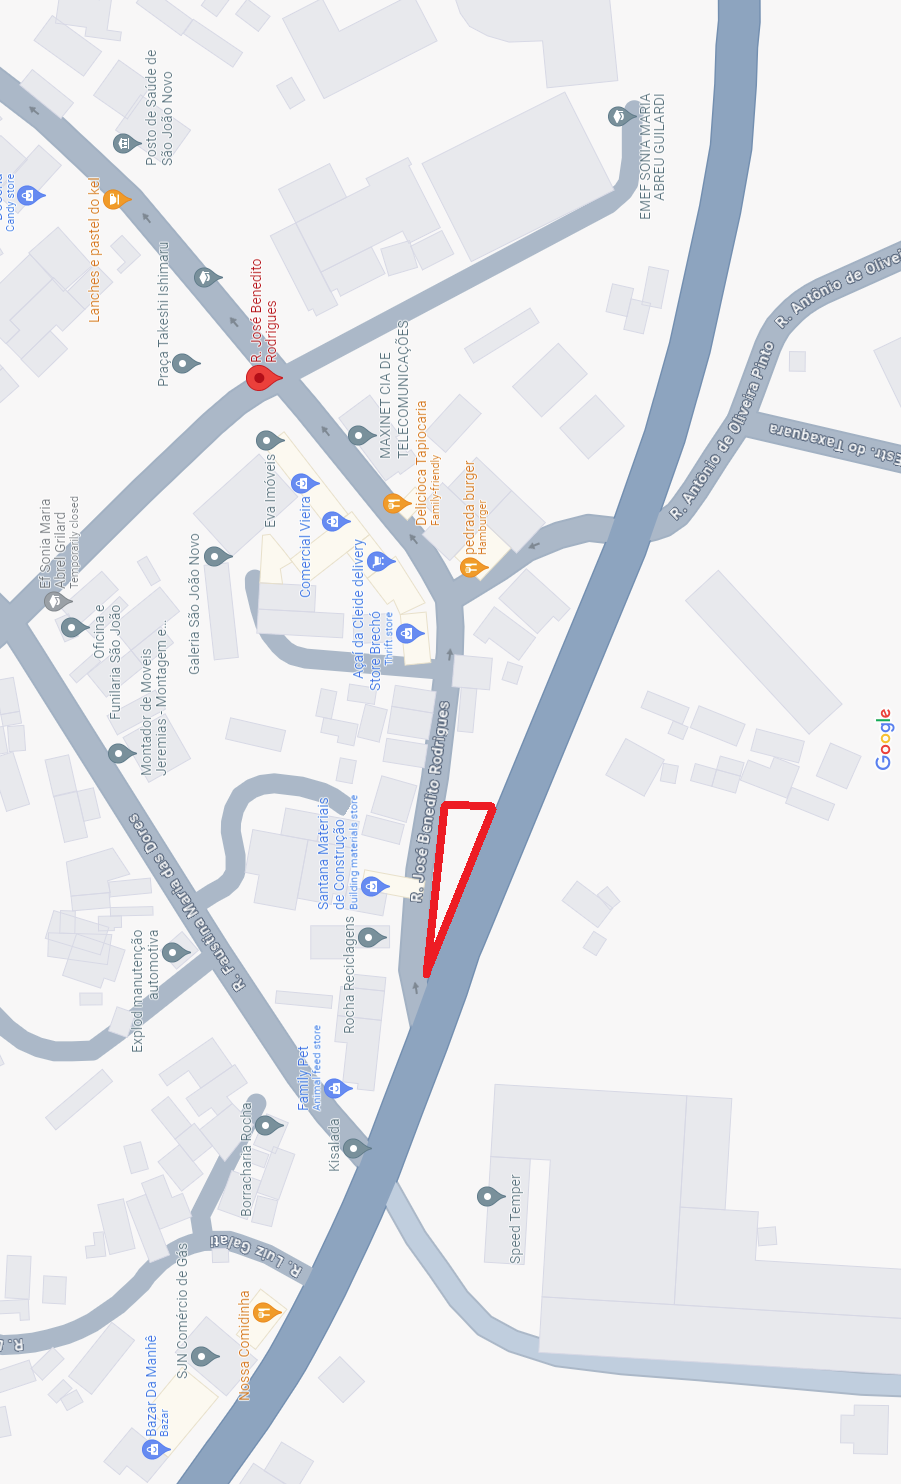 Posto de Saúde de
São João Novo
Candy store
Lanches e pastel do kel
EMEF SONIA MARIA
ABREU GUILARDI
Praça Takeshi Ishimaru
R. José Benedito
Rodrigues
R. Antônio de Oliveira Pinto
MAXINET CIA DE
TELECOMUNICAÇÕES
Delicioca Tapiocaria
Family-friendly
Estr. do Taxaquara
pedrada burger
Hamburger
Eva Imóveis
Comercial Vieira
Ef Sonia Maria
Abrel Grilard
Temporarily closed
Oficina e
Funilaria São João
Galeria São João Novo
Açaí da Cleide delivery
Store Brechó
Thrift store
Montador de Moveis
Jeremias - Montagem e...
R. José Benedito Rodrigues
Google
R. Faustina Maria das Dores
Santana Materiais
de Construção
Building materials store
Explod manutenção
automotiva
Rocha Reciclagens
Family Pet
Animal feed store
Borracharia Rocha
Kisalada
Speed Temper
R. Luiz Galati
SJN Comércio de Gás
Nossa Comidinha
Bazar Da Manhê
Bazar